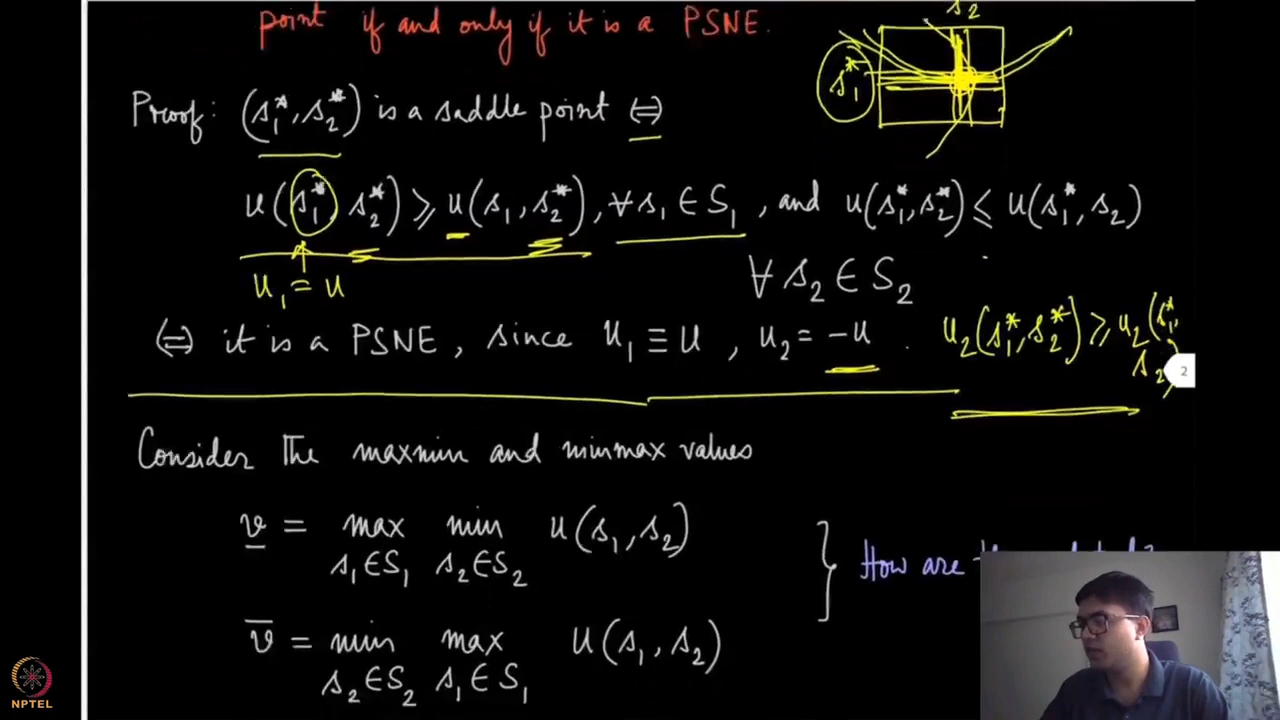 point if and only if it is a PSNE.
s₂
s₁*
Proof: (s₁*, s₂*) is a saddle point ⇔
u(s₁*, s₂*) ⩾ u(s₁, s₂*), ∀ s₁ ∈ S₁, and u(s₁*, s₂*) ⩽ u(s₁*, s₂)
u₁ = u
∀ s₂ ∈ S₂
⇔ it is a PSNE, since u₁ ≡ u, u₂ = -u.
u₂(s₁*, s₂*) ⩾ u₂(s₁*, s₂)
2
Consider the maxmin and minmax values
v̲ = max min u(s₁, s₂)
s₁∈S₁ s₂∈S₂
How are
v̅ = min max u(s₁, s₂)
s₂∈S₂ s₁∈S₁
NPTEL